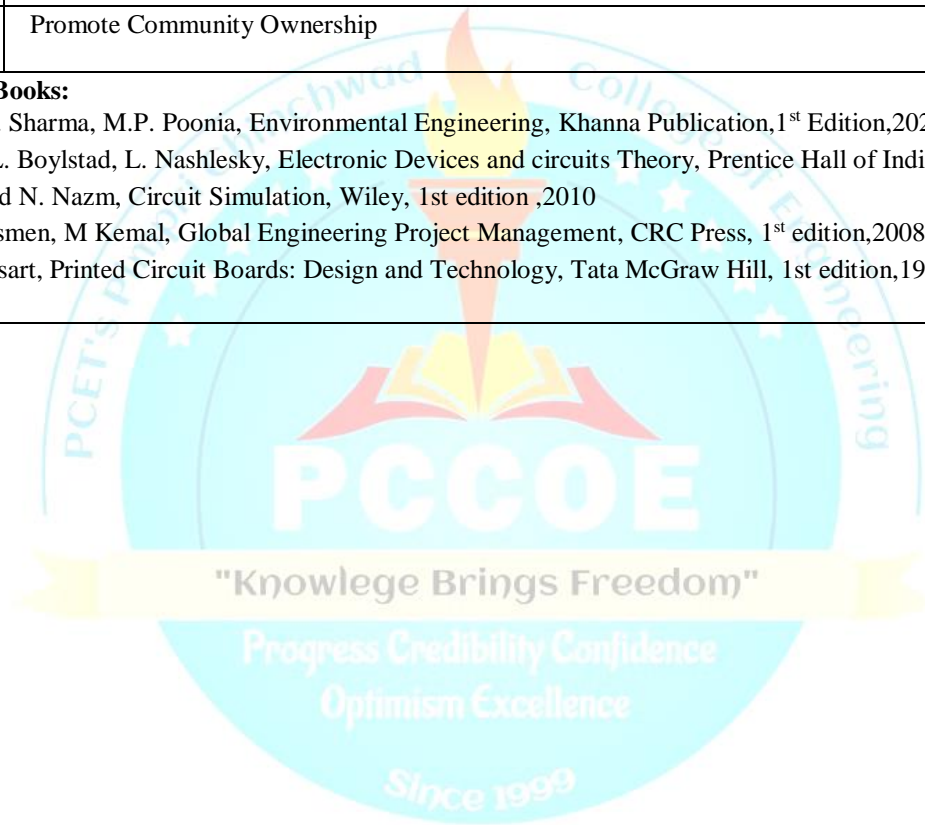 Promote Community Ownership
Books:
Sharma, M.P. Poonia, Environmental Engineering, Khanna Publication,1st Edition,202
L. Boylstad, L. Nashlesky, Electronic Devices and circuits Theory, Prentice Hall of Indi
d N. Nazm, Circuit Simulation, Wiley, 1st edition ,2010
smen, M Kemal, Global Engineering Project Management, CRC Press, 1st edition,2008
sart, Printed Circuit Boards: Design and Technology, Tata McGraw Hill, 1st edition,19
PCET's Pimpri Chinchwad College of Engineering
PCCOE
"Knowlege Brings Freedom"
Progress Credibility Confidence
Optimism Excellence
Since 1999